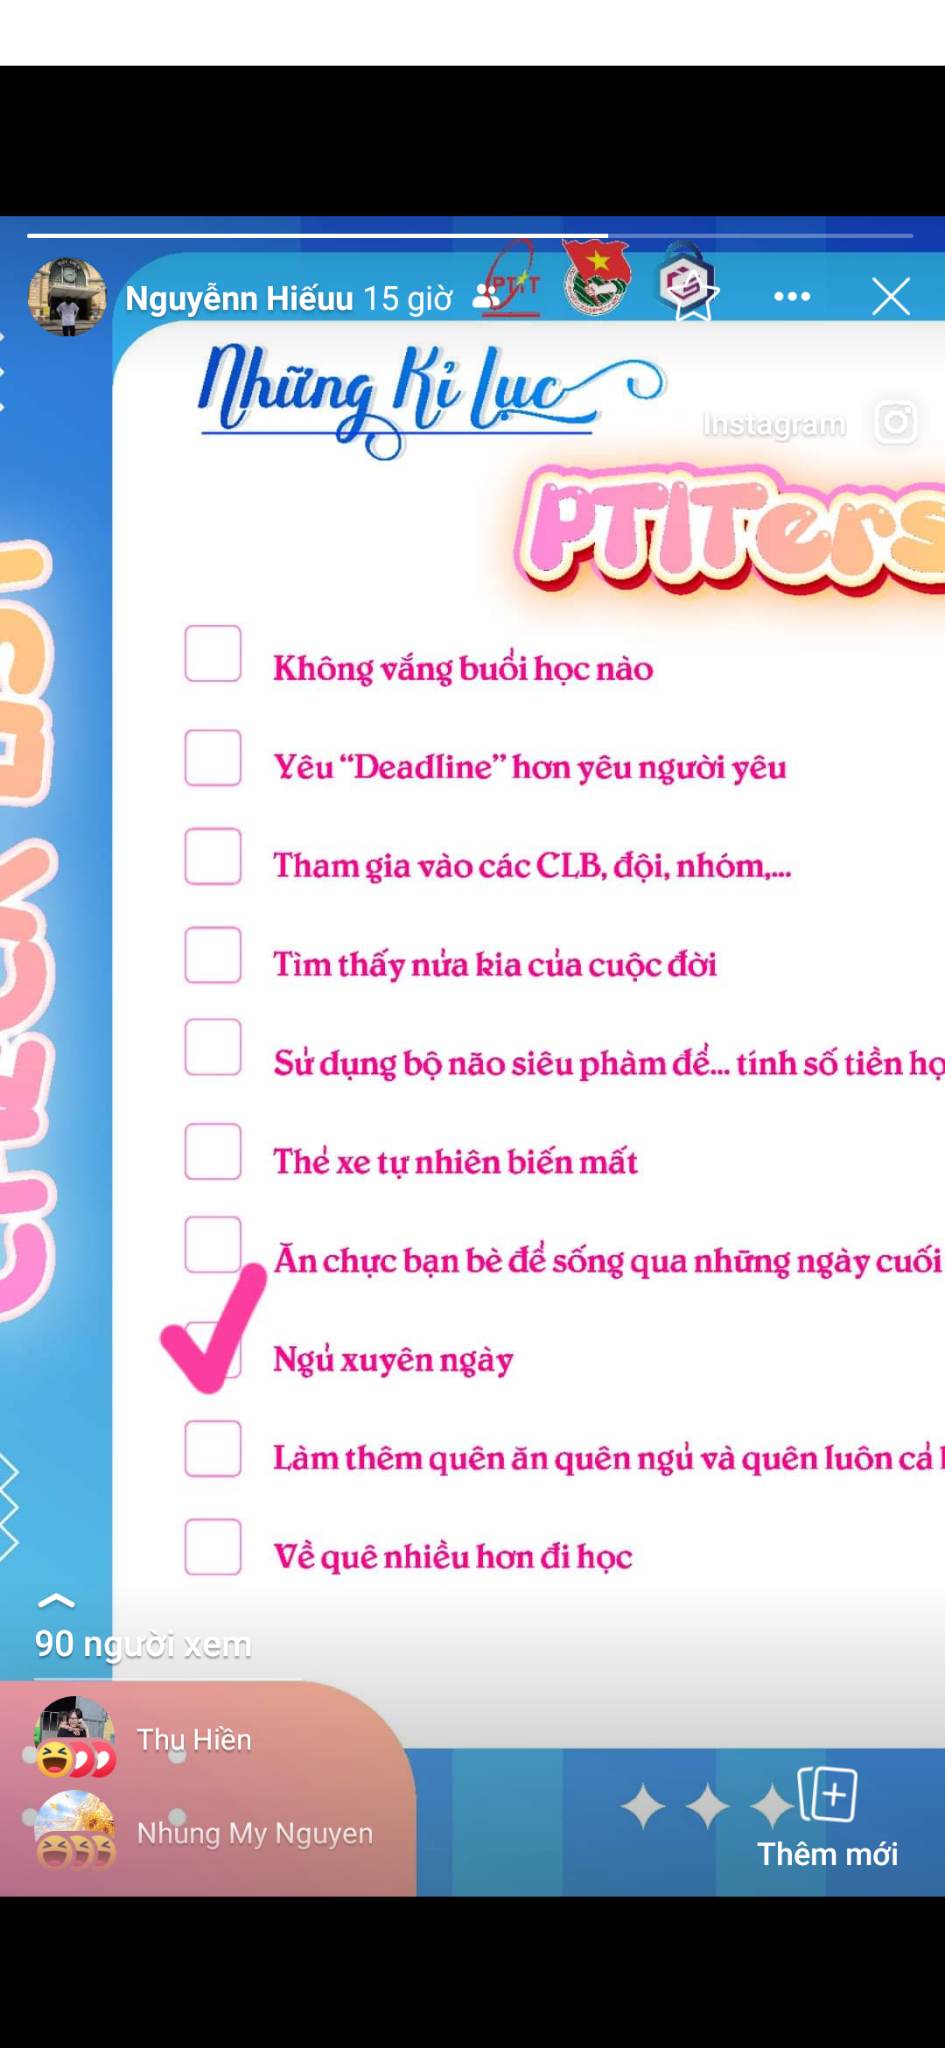 PTIT
Nguyễnn Hiếuu 15 giờ
Những Kỉ Lục
Instagram
PTITers
CHECK LIST
Không vắng buổi học nào
Yêu “Deadline” hơn yêu người yêu
Tham gia vào các CLB, đội, nhóm,...
Tìm thấy nửa kia của cuộc đời
Sử dụng bộ não siêu phàm để... tính số tiền họ
Thẻ xe tự nhiên biến mất
Ăn chực bạn bè để sống qua những ngày cuối
Ngủ xuyên ngày
Làm thêm quên ăn quên ngủ và quên luôn cả
Về quê nhiều hơn đi học
90 người xem
Thu Hiền
Nhung My Nguyen
Thêm mới